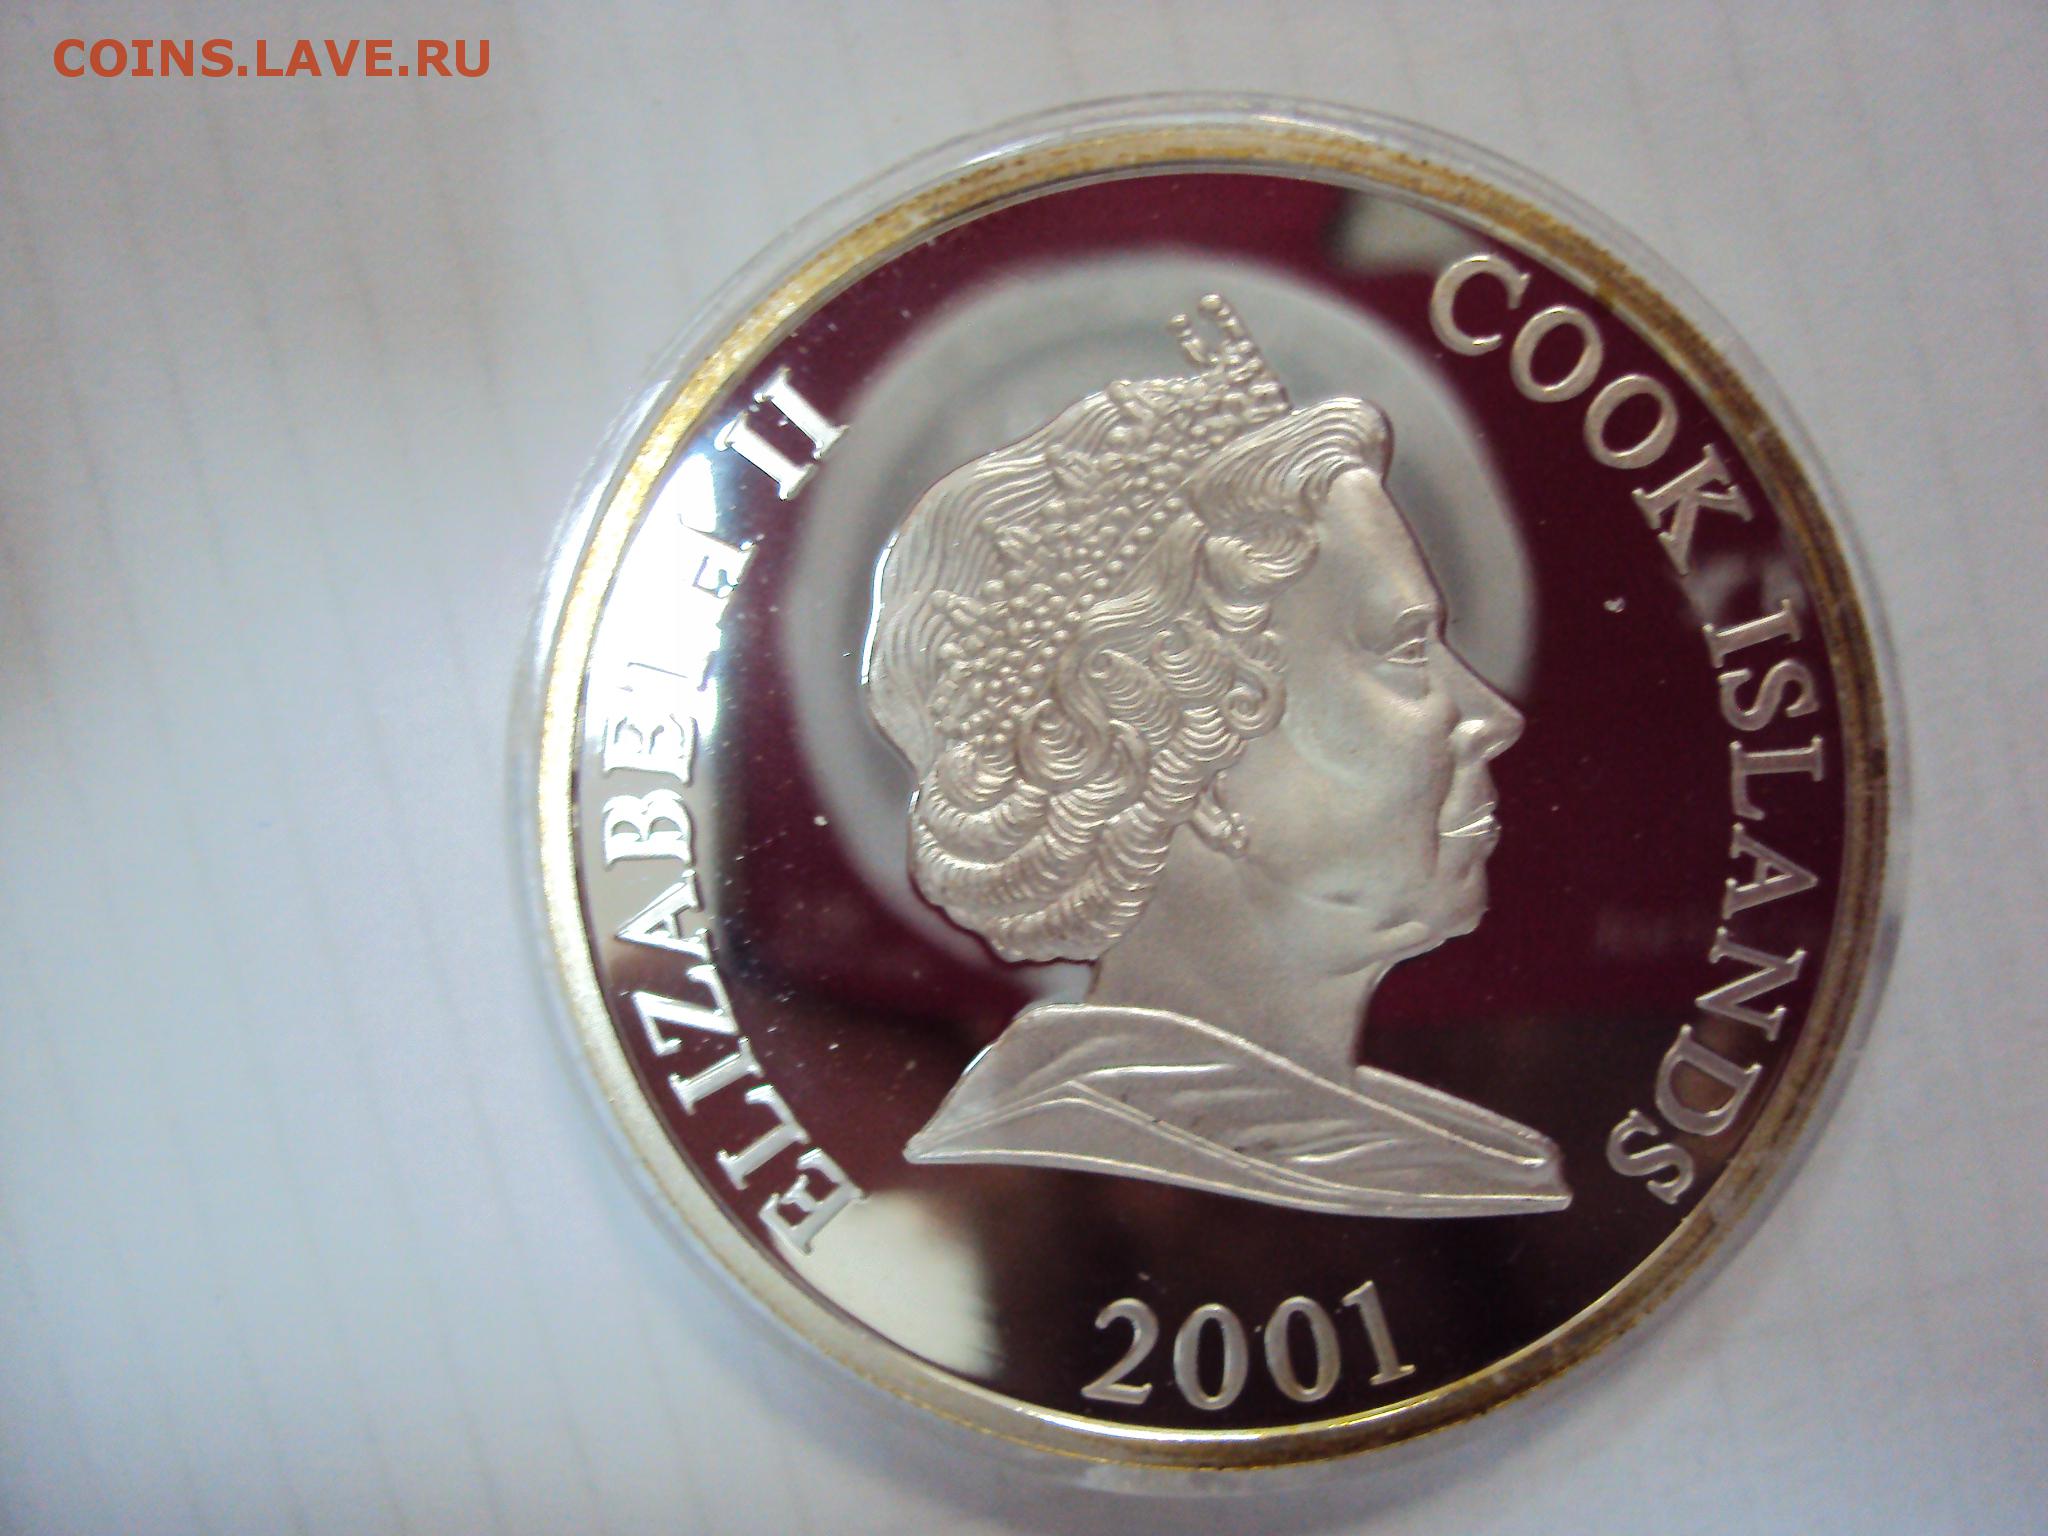 COINS.LAVE.RU
ELIZABETH II
COOK ISLANDS
2001